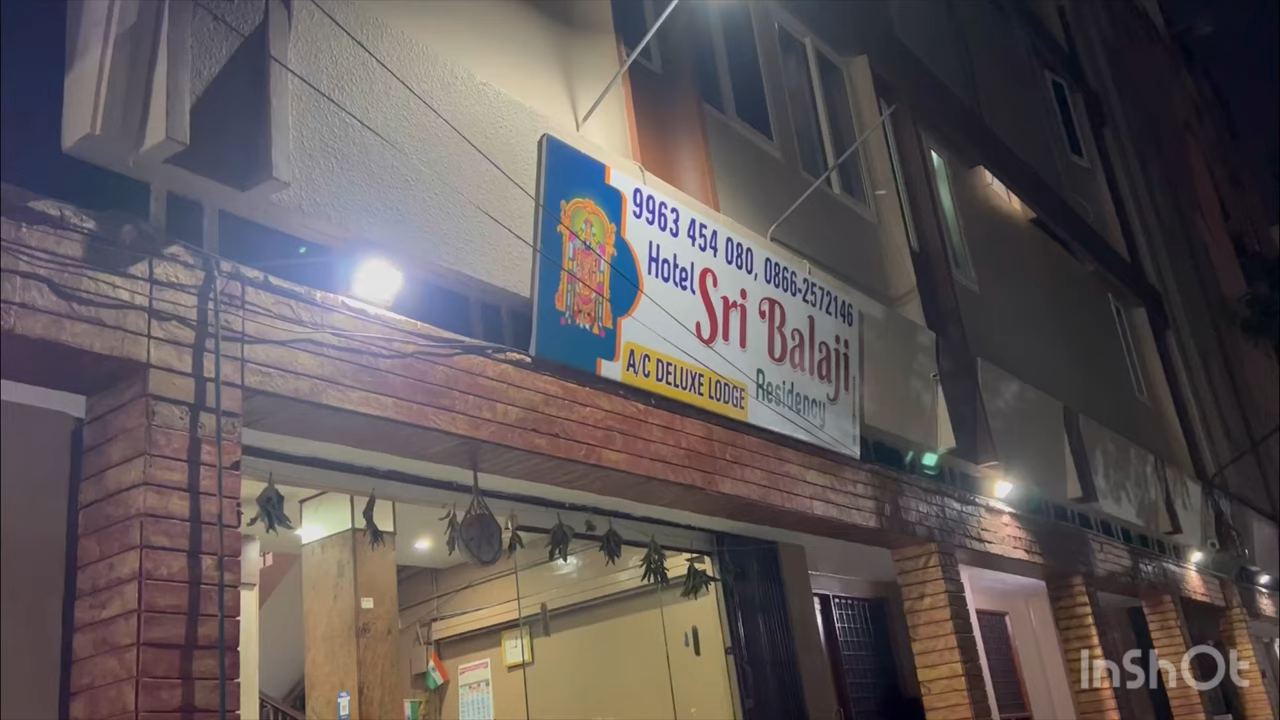 9963 454 080, 0866-2572146
Hotel
Sri Balaji
Residency
A/C DELUXE LODGE
InShOt